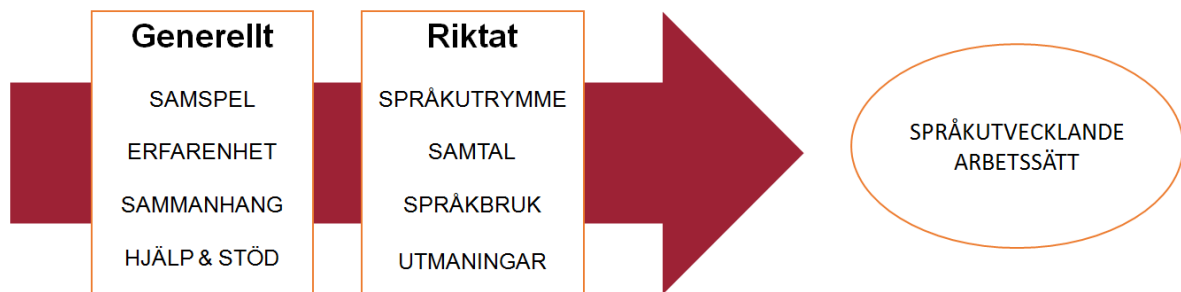 Generellt
SAMSPEL
ERFARENHET
SAMMANHANG
HJÄLP & STÖD
Riktat
SPRÅKUTRYMME
SAMTAL
SPRÅKBRUK
UTMANINGAR
SPRÅKUTVECKLANDE
ARBETSSÄTT